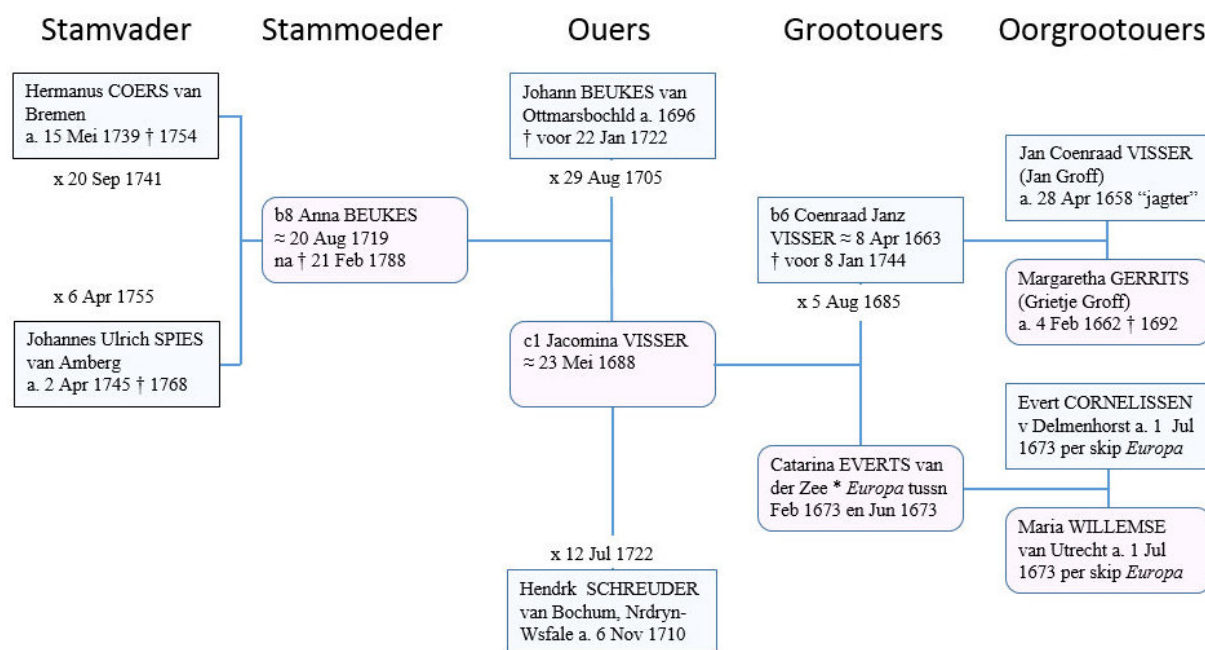 Stamvader
Stammoeder
Ouers
Grootouers
Oorgrootouers
Hermanus COERS van
Bremen
a. 15 Mei 1739 † 1754
x 20 Sep 1741
x 6 Apr 1755
Johannes Ulrich SPIES
van Amberg
a. 2 Apr 1745 † 1768
b8 Anna BEUKES
≈ 20 Aug 1719
na † 21 Feb 1788
Johann BEUKES van
Ottmarsbochld a. 1696
† voor 22 Jan 1722
x 29 Aug 1705
c1 Jacomina VISSER
≈ 23 Mei 1688
x 12 Jul 1722
Hendrk SCHREUDER
van Bochum, Nrdryn-
Wsfale a. 6 Nov 1710
b6 Coenraad Janz
VISSER ≈ 8 Apr 1663
† voor 8 Jan 1744
x 5 Aug 1685
Catarina EVERTS van
der Zee * Europa tussn
Feb 1673 en Jun 1673
Jan Coenraad VISSER
(Jan Groff)
a. 28 Apr 1658 “jagter”
Margaretha GERRITS
(Grietje Groff)
a. 4 Feb 1662 † 1692
Evert CORNELISSEN
v Delmenhorst a. 1 Jul
1673 per skip Europa
Maria WILLEMSE
van Utrecht a. 1 Jul
1673 per skip Europa